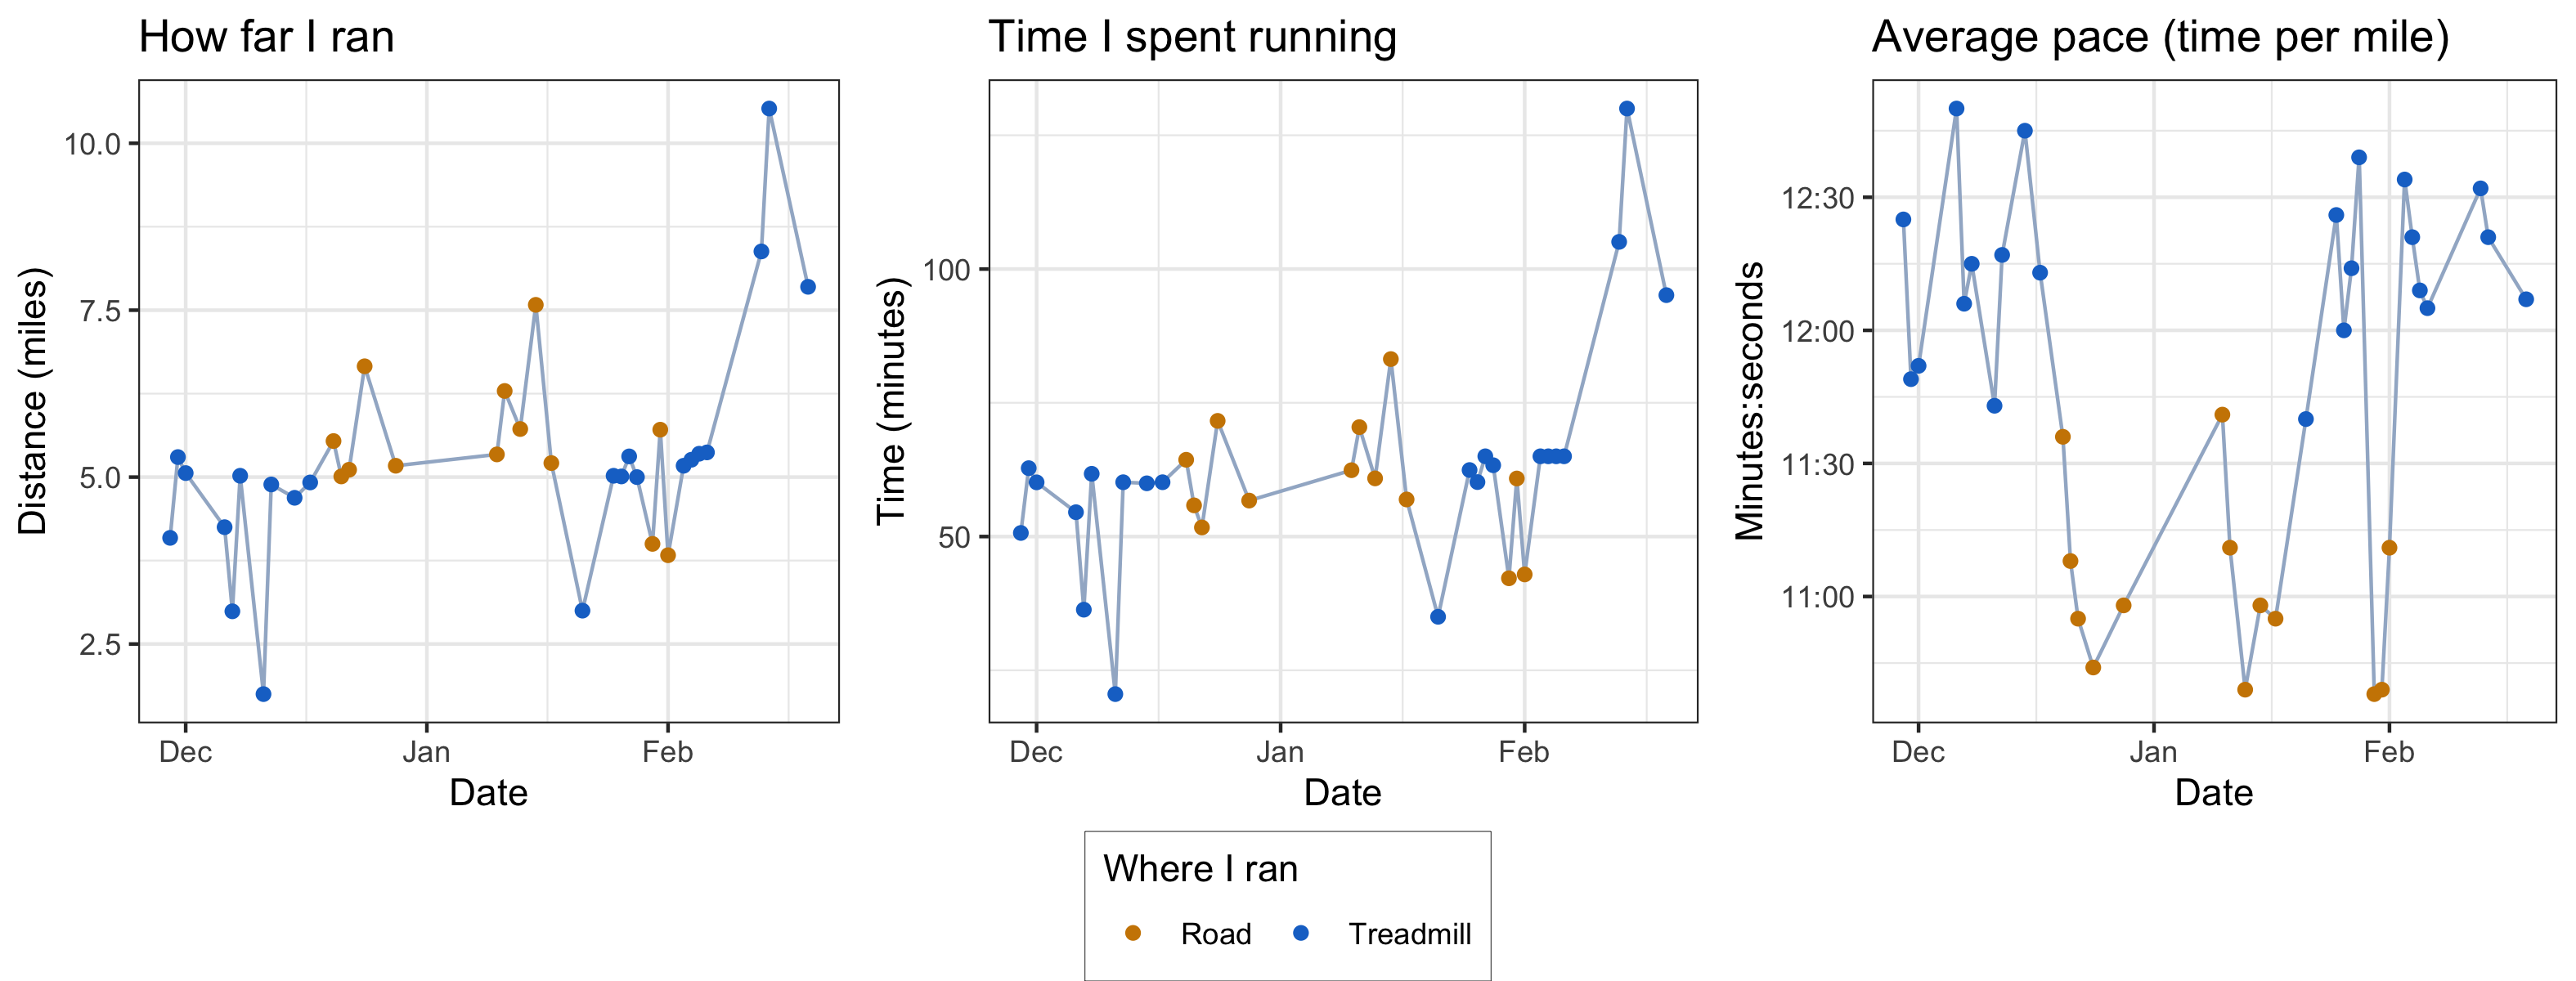 How far I ran
Distance (miles)
10.0
7.5
5.0
2.5
Dec Jan Feb
Date
Time I spent running
Time (minutes)
100
50
Dec Jan Feb
Date
Average pace (time per mile)
Minutes:seconds
12:30
12:00
11:30
11:00
Dec Jan Feb
Date
Where I ran
Road Treadmill